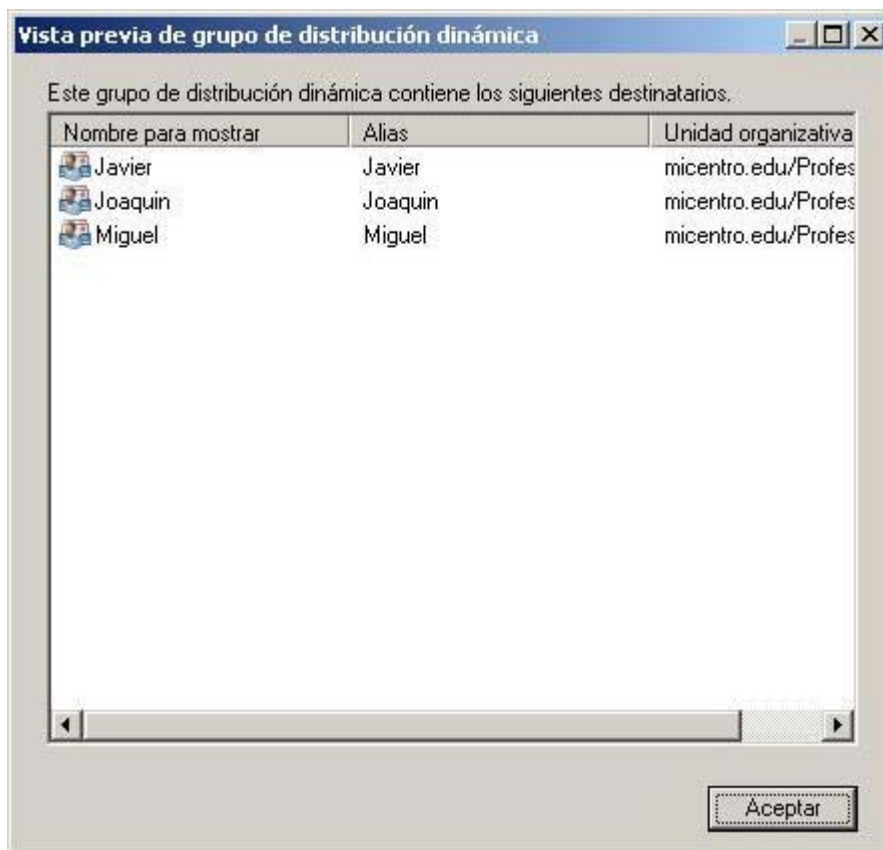 Vista previa de grupo de distribución dinámica
Este grupo de distribución dinámica contiene los siguientes destinatarios.
Nombre para mostrar Alias Unidad organizativa
Javier Javier micentro.edu/Profes
Joaquin Joaquin micentro.edu/Profes
Miguel Miguel micentro.edu/Profes
Aceptar